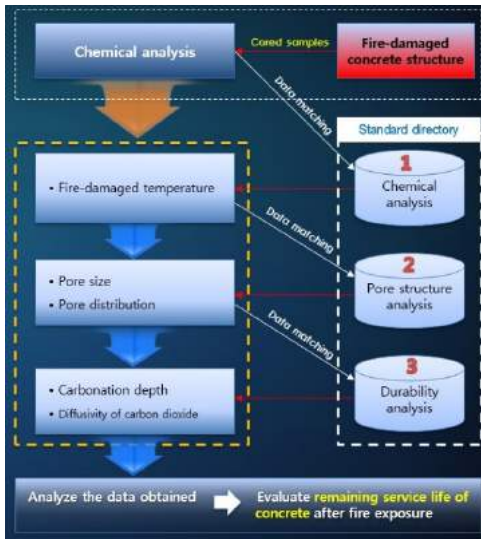 Chemical analysis
Cored samples
Fire-damaged
concrete structure
Data matching
Standard directory
1
Chemical
analysis
• Fire-damaged temperature
Data matching
2
Pore structure
analysis
• Pore size
• Pore distribution
Data matching
3
Durability
analysis
• Carbonation depth
• Diffusivity of carbon dioxide
Analyze the data obtained
Evaluate remaining service life of
concrete after fire exposure